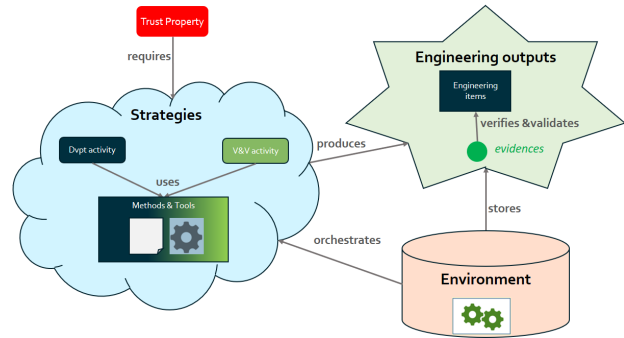 Trust Property
requires
Strategies
Dvpt activity
V&V activity
uses
Methods & Tools
produces
Engineering outputs
Engineering
items
verifies &validates
evidences
stores
orchestrates
Environment